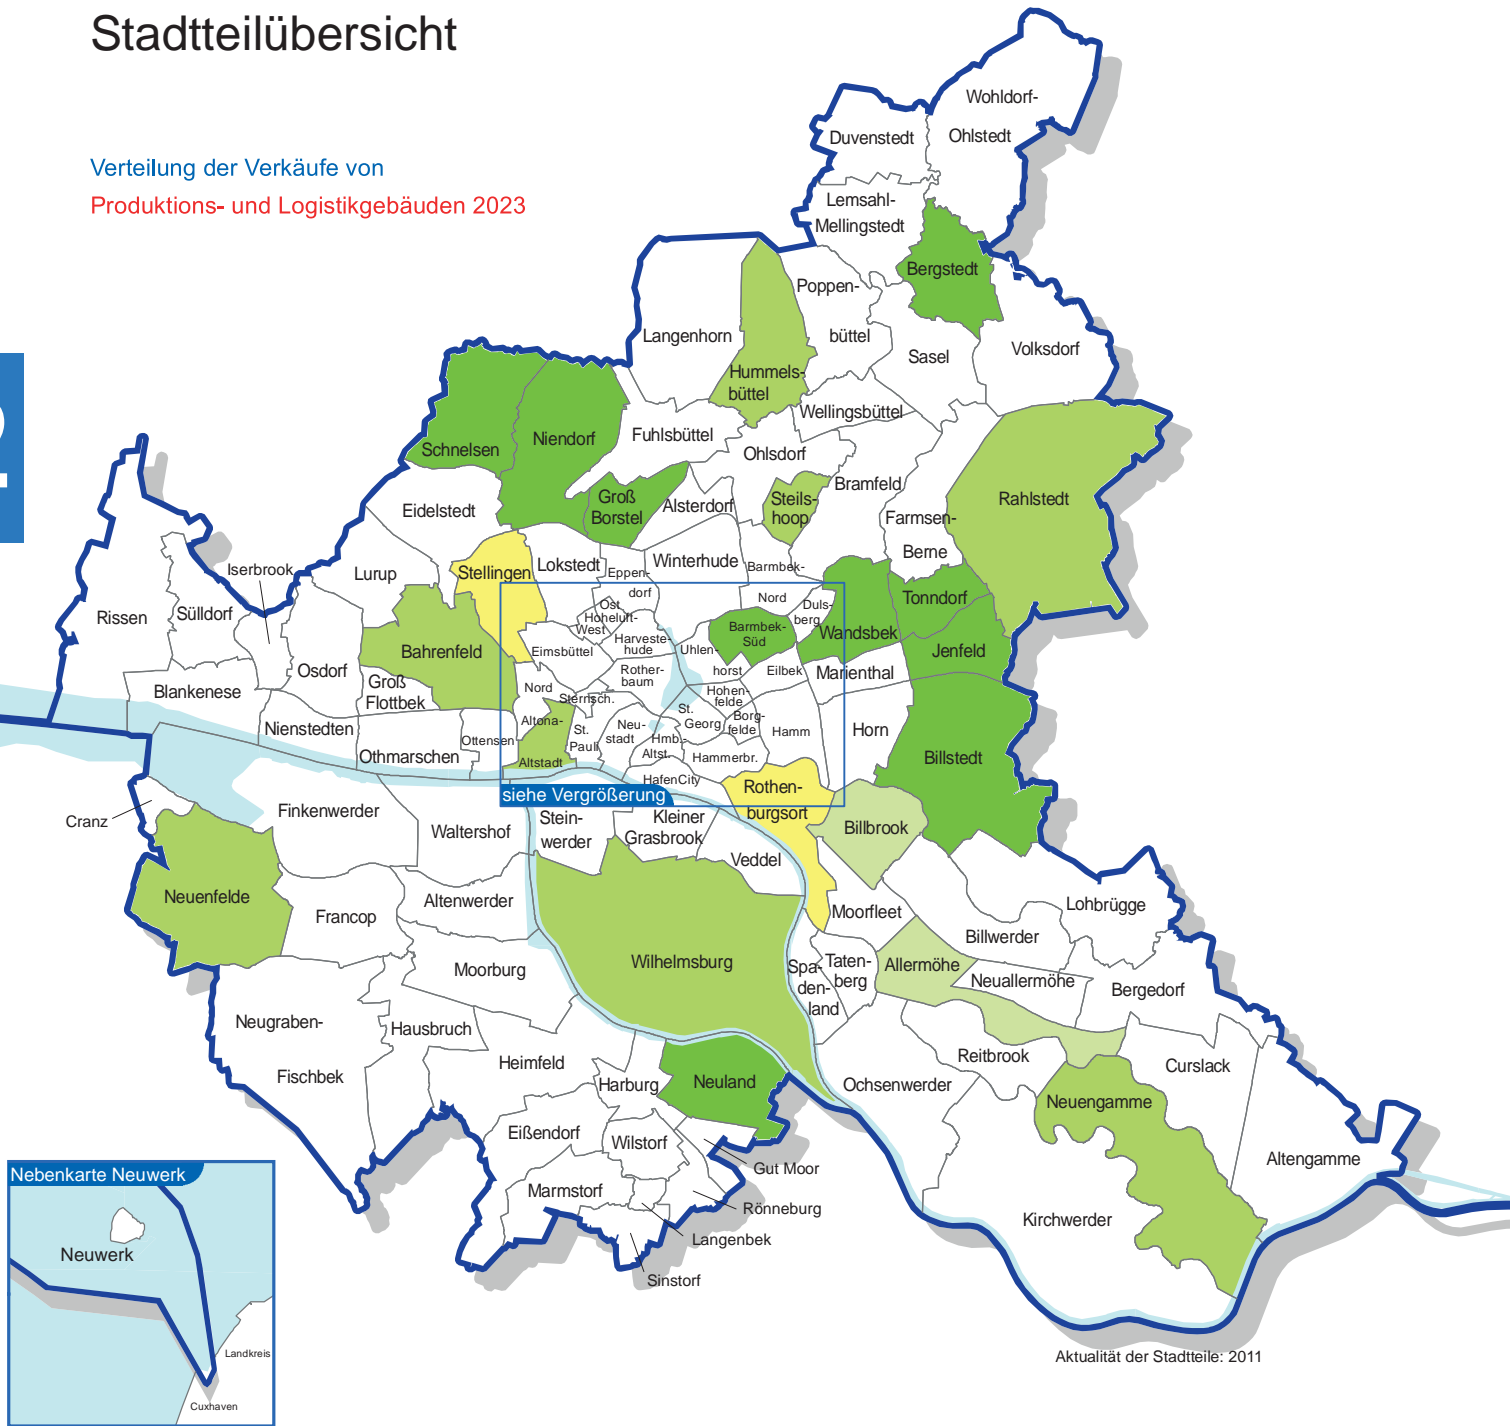 Stadtteilübersicht
Verteilung der Verkäufe von
Produktions- und Logistikgebäuden 2023
Wohldorf-
Ohlstedt
Duvenstedt
Lemsahl-
Mellingstedt
Bergstedt
Poppen-
büttel
Langenhorn
Hummels-
büttel
Sasel
Volksdorf
Wellingsbüttel
Schnelsen
Niendorf
Fuhlsbüttel
Ohlsdorf
Bramfeld
Rahlstedt
Eidelstedt
Groß
Borstel
Alsterdorf
Steils-
hoop
Farmsen-
Berne
Iserbrook
Lurup
Stellingen
Lokstedt
Eppen-
dorf
Winterhude
Barmbek-
Nord
Duls-
berg
Tonndorf
Rissen
Sülldorf
Ost
Hoheluft-
West
Harveste-
hude
Barmbek-
Süd
Wandsbek
Jenfeld
Osdorf
Bahrenfeld
Eimsbüttel
Uhlen-
horst
Eilbek
Marienthal
Blankenese
Groß
Flottbek
Nord
Rother-
baum
Sternsch.
Hohen-
felde
Nienstedten
Othmarschen
Ottensen
Altona-
Altstadt
St.
Pauli
Neu-
stadt
Hmb.-
Altst.
St.
Georg
Borg-
felde
Hamm
Horn
Billstedt
Hammerbr.
HafenCity
siehe Vergrößerung
Rothen-
burgsort
Cranz
Finkenwerder
Waltershof
Stein-
werder
Kleiner
Grasbrook
Veddel
Billbrook
Neuenfelde
Francop
Altenwerder
Moorfleet
Lohbrügge
Billwerder
Moorburg
Wilhelmsburg
Spa-
den-
land
Taten-
berg
Allermöhe
Neuallermöhe
Bergedorf
Neugraben-
Fischbek
Hausbruch
Heimfeld
Harburg
Neuland
Ochsenwerder
Reitbrook
Curslack
Neuengamme
Eißendorf
Wilstorf
Gut Moor
Marmstorf
Rönneburg
Langenbek
Sinstorf
Kirchwerder
Altengamme
Nebenkarte Neuwerk
Neuwerk
Landkreis
Cuxhaven
Aktualität der Stadtteile: 2011